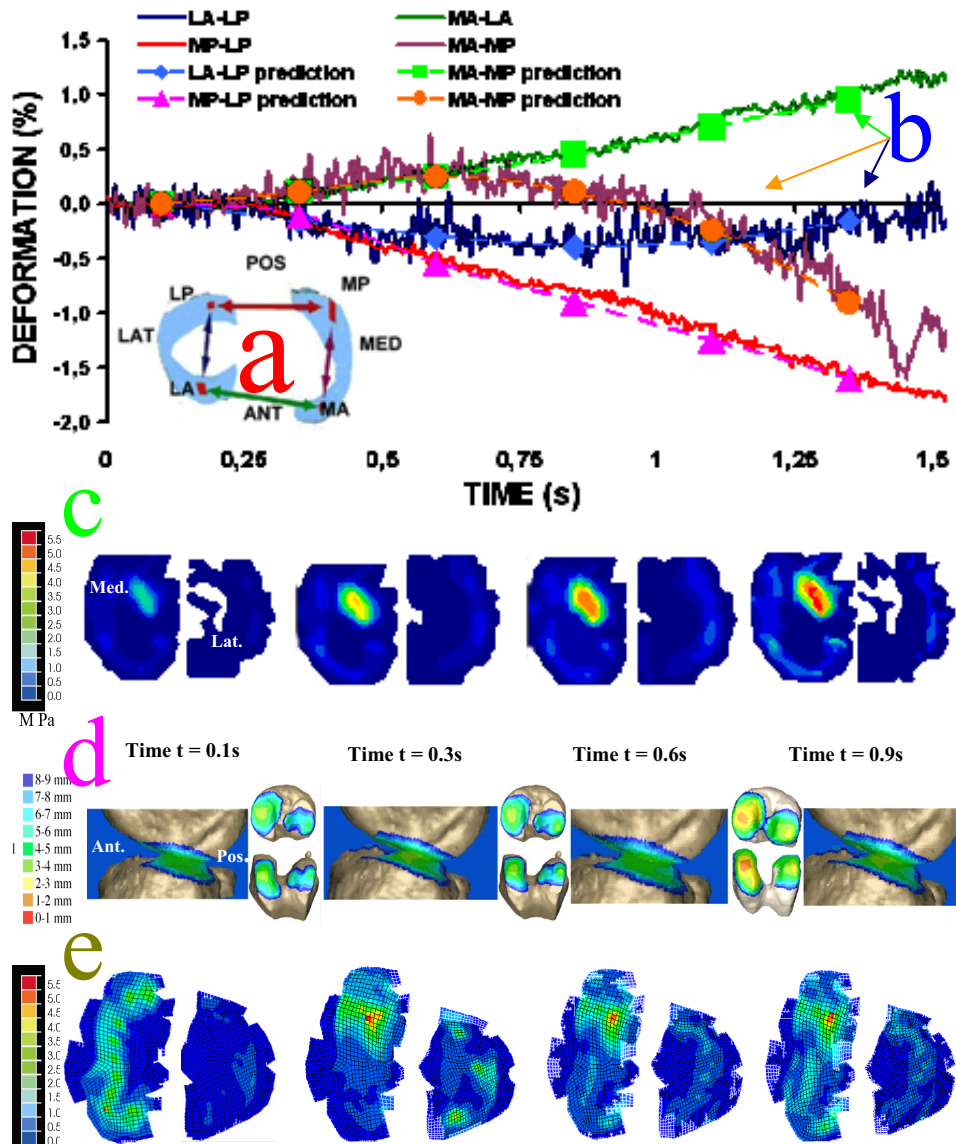 LA-LP MA-LA
MP-LP MA-MP
LA-LP prediction MA-MP prediction
MP-LP prediction MA-MP prediction
DEFORMATION (%)
1.5
1.0
0.5
0.0
-0,5
-1,0
-1,5
-2,0
b
POS
LP MP
LAT a MED
LA MA
ANT
0 0,25 0,5 0,75 1 1,25 1,5
TIME (s)
c
5.5
5.0
4.5
4.0
3.5
3.0
2.5
2.0
1.5
1.0
0.5
0.0
M Pa
Med.
Lat.
d
Time t = 0.1s Time t = 0.3s Time t = 0.6s Time t = 0.9s
8-9 mm
7-8 mm
6-7 mm
5-6 mm
4-5 mm
3-4 mm
2-3 mm
1-2 mm
0-1 mm
Ant. Pos.
e
5.5
5.0
4.5
4.0
3.5
3.0
2.5
2.0
1.5
1.0
0.5
0.0